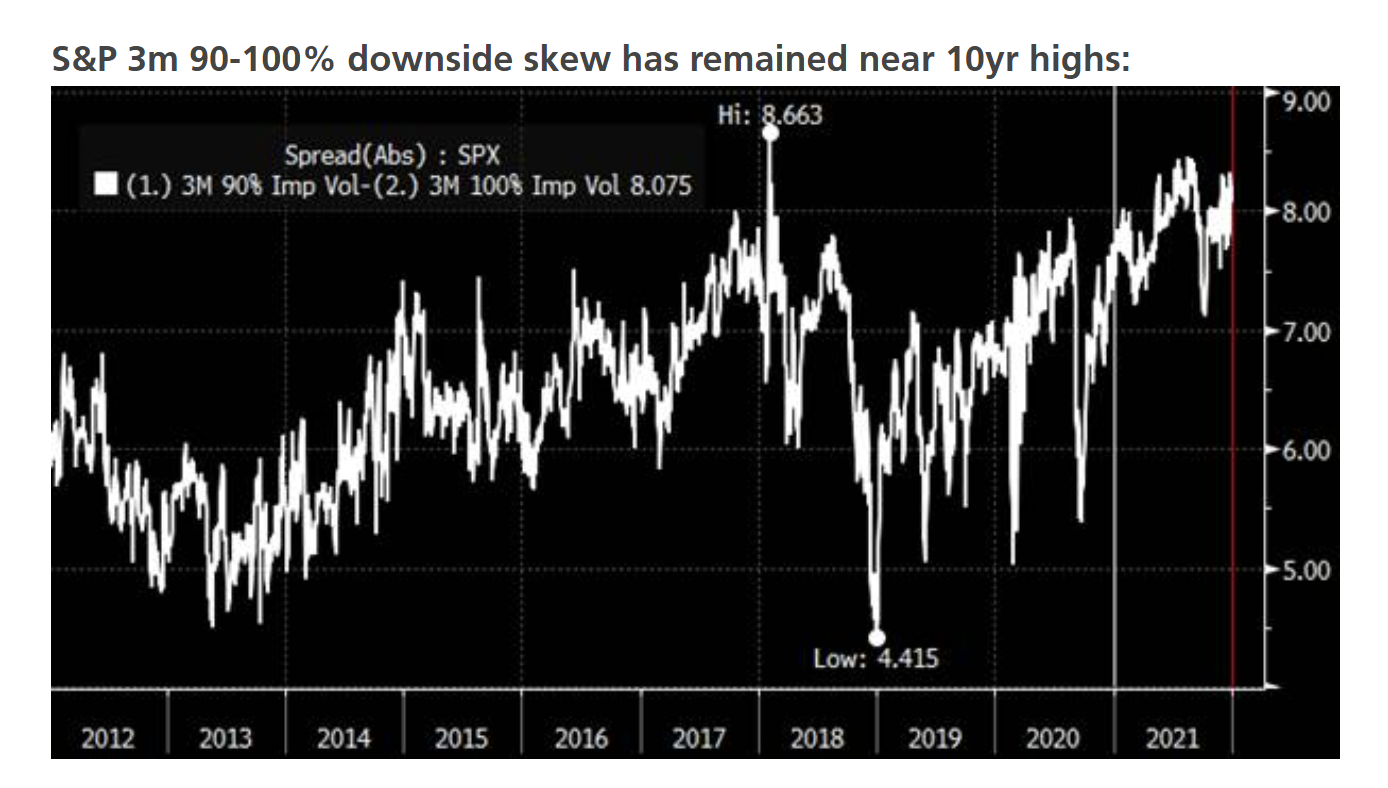 S&P 3m 90-100% downside skew has remained near 10yr highs:
Hi: 8.663
9.00
Spread(Abs) : SPX
(1.) 3M 90% Imp Vol-(2.) 3M 100% Imp Vol 8.075
8.00
7.00
6.00
5.00
Low: 4.415
2012 2013 2014 2015 2016 2017 2018 2019 2020 2021